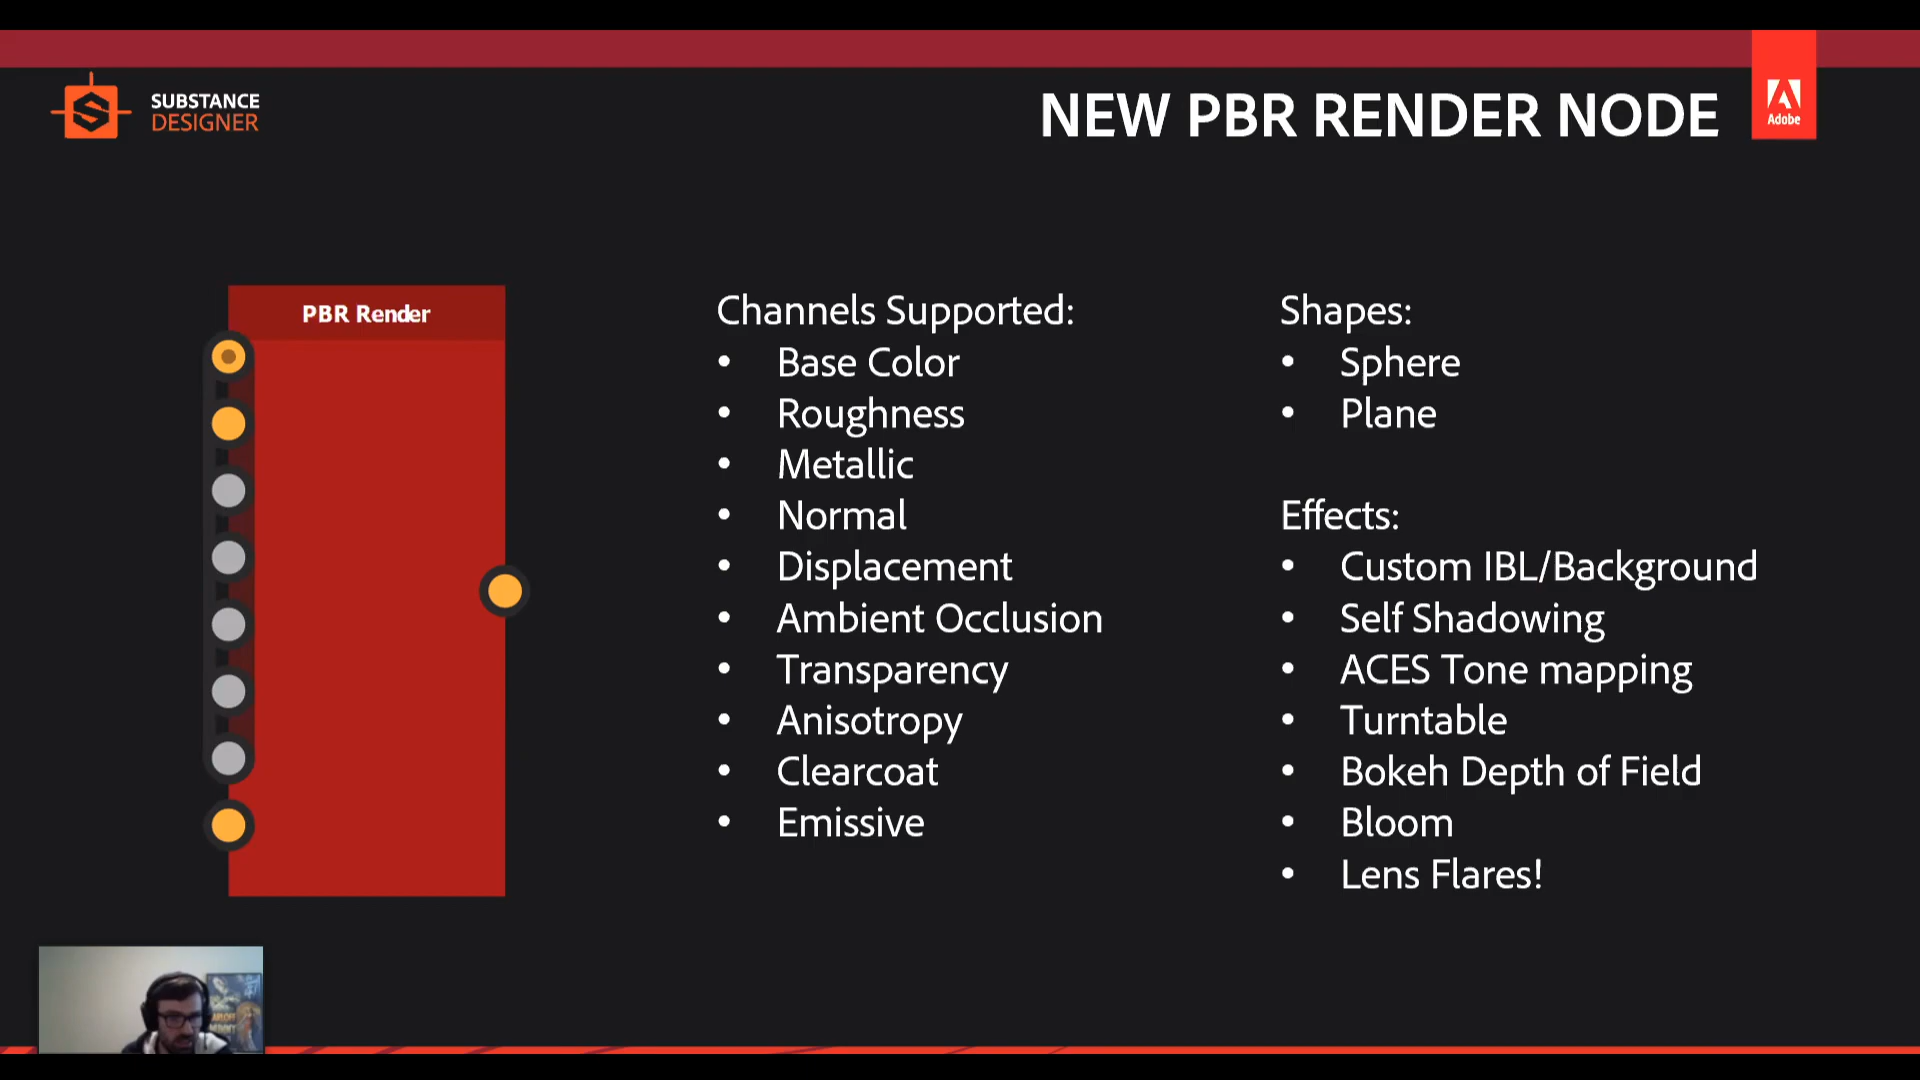 SUBSTANCE
DESIGNER
NEW PBR RENDER NODE
Adobe
PBR Render
Channels Supported:
• Base Color
• Roughness
• Metallic
• Normal
• Displacement
• Ambient Occlusion
• Transparency
• Anisotropy
• Clearcoat
• Emissive
Shapes:
• Sphere
• Plane
Effects:
• Custom IBL/Background
• Self Shadowing
• ACES Tone mapping
• Turntable
• Bokeh Depth of Field
• Bloom
• Lens Flares!